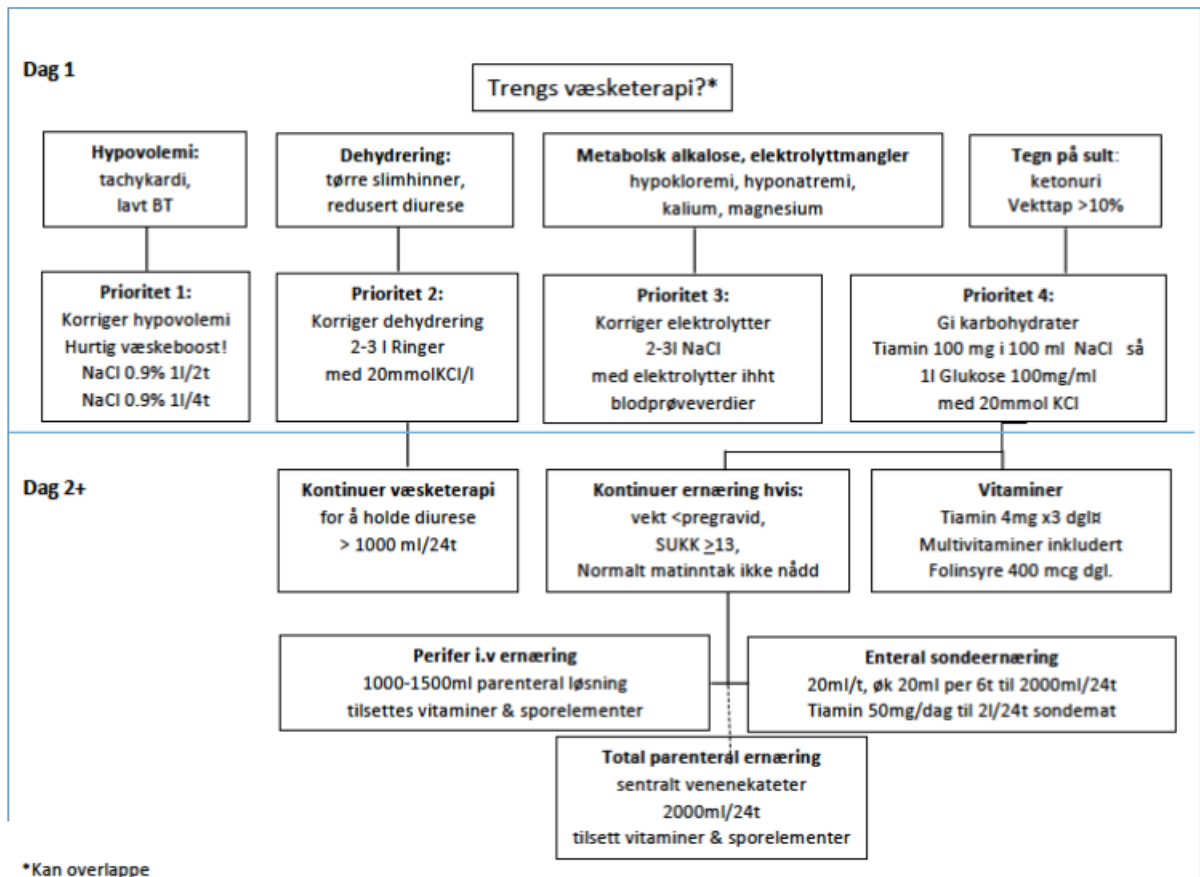 Dag 1
Trengs væsketerapi?*
Hypovolemi:
tachykardi,
lavt BT
Dehydrering:
tørre slimhinner,
redusert diurese
Metabolsk alkalose, elektrolyttmangler
hypokloremi, hyponatremi,
kalium, magnesium
Tegn på sult:
ketonuri
Vekttap >10%
Prioritet 1:
Korriger hypovolemi
Hurtig væskeboost!
NaCl 0.9% 1l/2t
NaCl 0.9% 1l/4t
Prioritet 2:
Korriger dehydrering
2-3 l Ringer
med 20mmolKCl/l
Prioritet 3:
Korriger elektrolytter
2-3l NaCl
med elektrolytter ihht
blodprøveverdier
Prioritet 4:
Gi karbohydrater
Tiamin 100 mg i 100 ml NaCl så
1l Glukose 100mg/ml
med 20mmol KCl
Dag 2+
Kontinuer væsketerapi
for å holde diurese
> 1000 ml/24t
Kontinuer ernæring hvis:
vekt <pregravid,
SUKK ≥13,
Normalt matinntak ikke nådd
Vitaminer
Tiamin 4mg x3 dgl¤
Multivitaminer inkludert
Folinsyre 400 mcg dgl.
Perifer i.v ernæring
1000-1500ml parenteral løsning
tilsettes vitaminer & sporelementer
Enteral sondeernæring
20ml/t, øk 20ml per 6t til 2000ml/24t
Tiamin 50mg/dag til 2l/24t sondemat
Total parenteral ernæring
sentralt venenekateter
2000ml/24t
tilsett vitaminer & sporelementer
*Kan overlappe